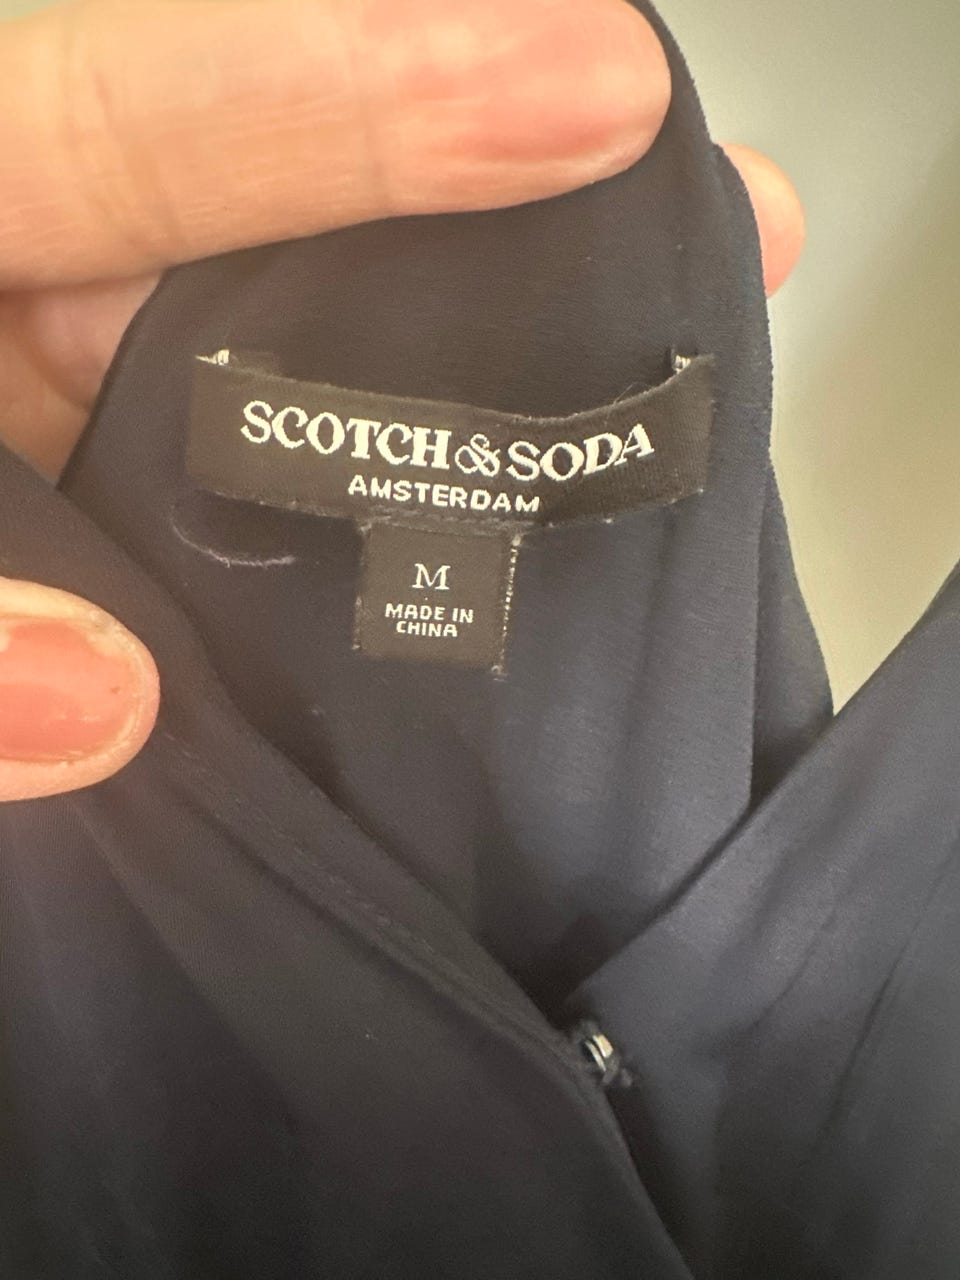 SCOTCH & SODA
AMSTERDAM
M
MADE IN
CHINA